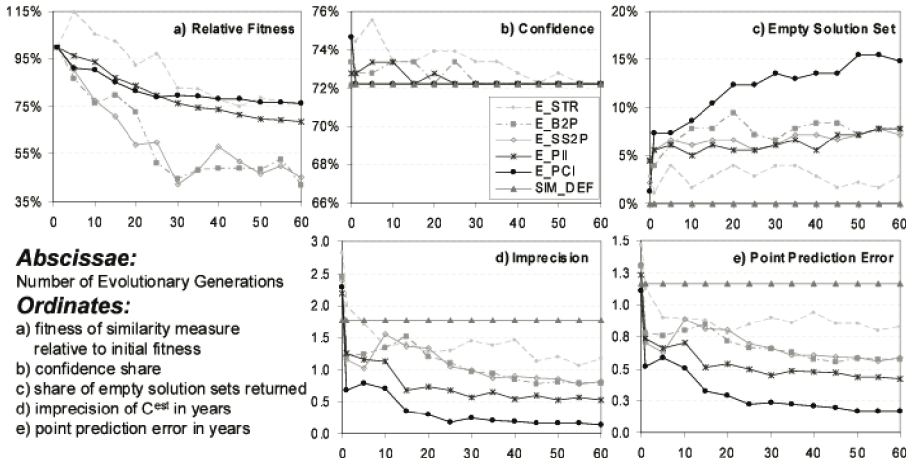 a) Relative Fitness
115%
95%
75%
55%
35%
0 10 20 30 40 50 60
b) Confidence
76%
74%
72%
70%
68%
66%
0 10 20 30 40 50 60
E_STR
E_B2P
E_SS2P
E_PII
E_PCI
SIM_DEF
c) Empty Solution Set
20%
15%
10%
5%
0%
0 10 20 30 40 50 60
Abscissae:
Number of Evolutionary Generations
Ordinates:
a) fitness of similarity measure
relative to initial fitness
b) confidence share
c) share of empty solution sets returned
d) imprecision of Cest in years
e) point prediction error in years
d) Imprecision
3.0
2.5
2.0
1.5
1.0
0.5
0.0
0 10 20 30 40 50 60
e) Point Prediction Error
1.5
1.3
1.0
0.8
0.5
0.3
0.0
0 10 20 30 40 50 60